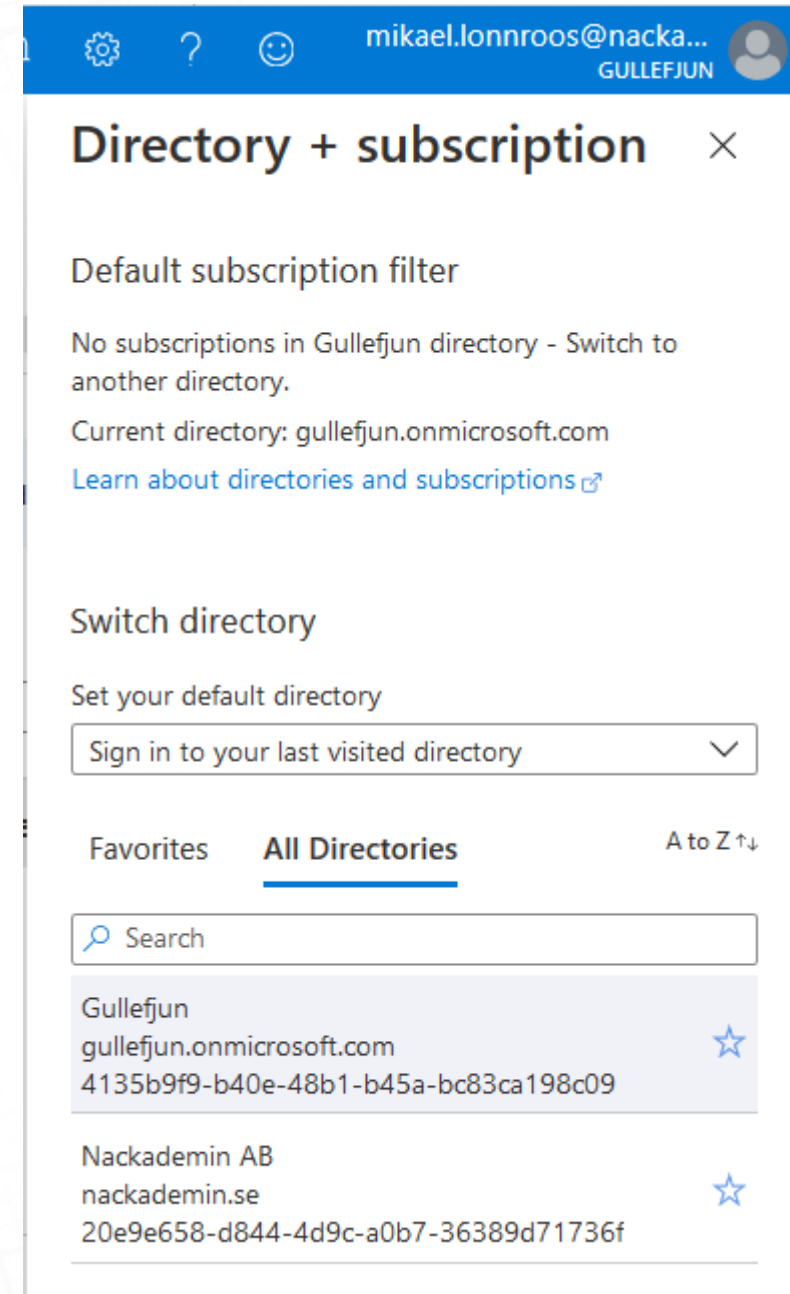 mikael.lonnroos@nacka...
GULLEFJUN
Directory + subscription
Default subscription filter
No subscriptions in Gullefjun directory - Switch to
another directory.
Current directory: gullefjun.onmicrosoft.com
Learn about directories and subscriptions
Switch directory
Set your default directory
Sign in to your last visited directory
Favorites All Directories A to Z ↑↓
Search
Gullefjun
gullefjun.onmicrosoft.com
4135b9f9-b40e-48b1-b45a-bc83ca198c09
Nackademin AB
nackademin.se
20e9e658-d844-4d9c-a0b7-36389d71736f